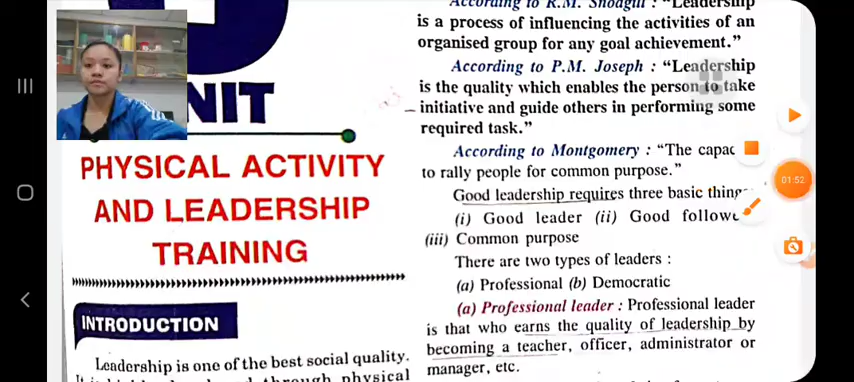 NIT
PHYSICAL ACTIVITY
AND LEADERSHIP
TRAINING
INTRODUCTION
Leadership is one of the best social quality.
through physical
According to R.M. Shodgill : “Leadership
is a process of influencing the activities of an
organised group for any goal achievement.”
According to P.M. Joseph : “Leadership
is the quality which enables the person to take
initiative and guide others in performing some
required task.”
According to Montgomery : “The capac
to rally people for common purpose.”
Good leadership requires three basic thing
(i) Good leader (ii) Good followe
(iii) Common purpose
There are two types of leaders :
(a) Professional (b) Democratic
(a) Professional leader : Professional leader
is that who earns the quality of leadership by
becoming a teacher, officer, administrator or
manager, etc.
01:52